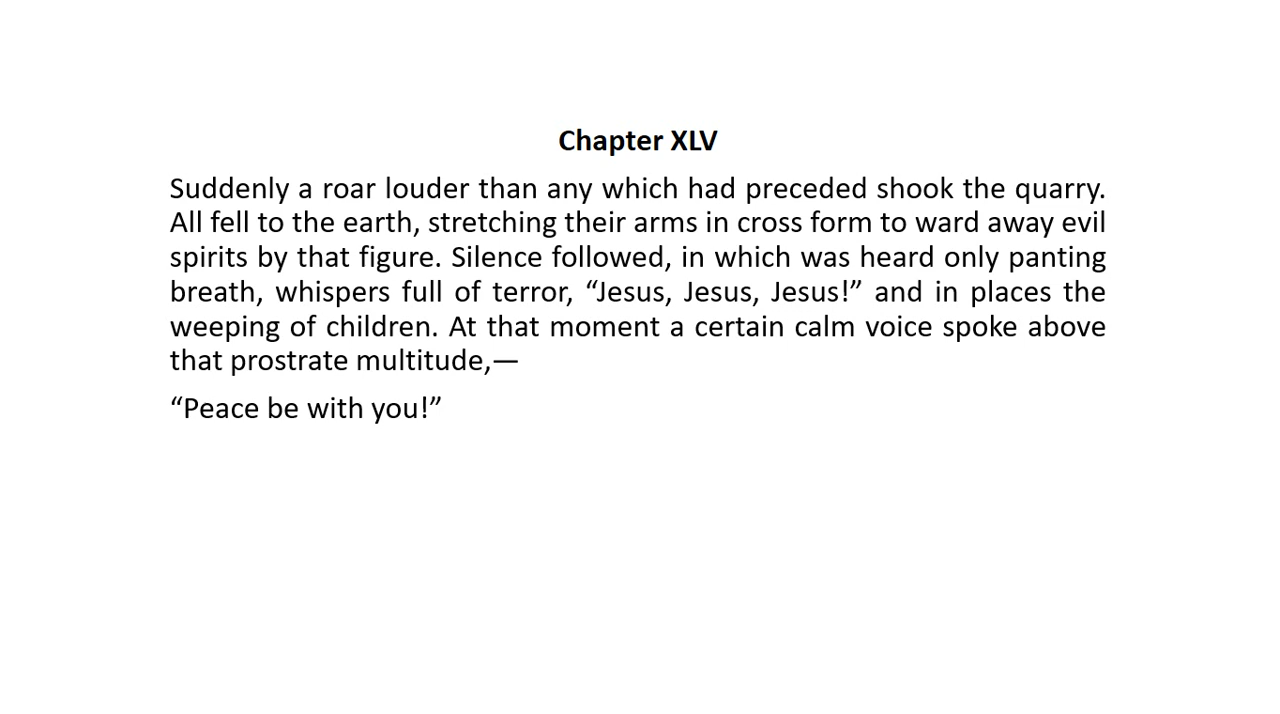 Chapter XLV
Suddenly a roar louder than any which had preceded shook the quarry.
All fell to the earth, stretching their arms in cross form to ward away evil
spirits by that figure. Silence followed, in which was heard only panting
breath, whispers full of terror, “Jesus, Jesus, Jesus!” and in places the
weeping of children. At that moment a certain calm voice spoke above
that prostrate multitude,—
“Peace be with you!”